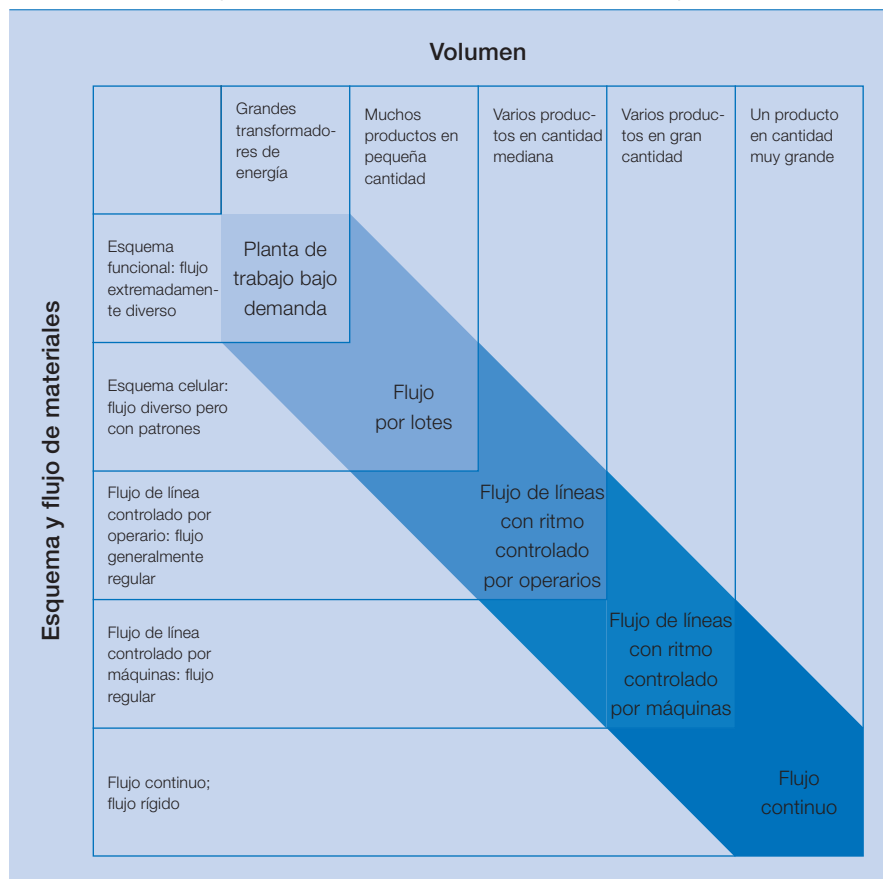 Volumen
Grandes
transformado-
res de
energía
Muchos
productos en
pequeña
cantidad
Varios produc-
tos en cantidad
mediana
Varios produc-
tos en gran
cantidad
Un producto
en cantidad
muy grande
Esquema y flujo de materiales
Esquema
funcional: flujo
extremadamen-
te diverso
Planta de
trabajo bajo
demanda
Esquema celular:
flujo diverso pero
con patrones
Flujo
por lotes
Flujo de línea
controlado por
operario: flujo
generalmente
regular
Flujo de líneas
con ritmo
controlado
por operarios
Flujo de línea
controlado por
máquinas: flujo
regular
Flujo de líneas
con ritmo
controlado
por máquinas
Flujo continuo;
flujo rígido
Flujo
continuo